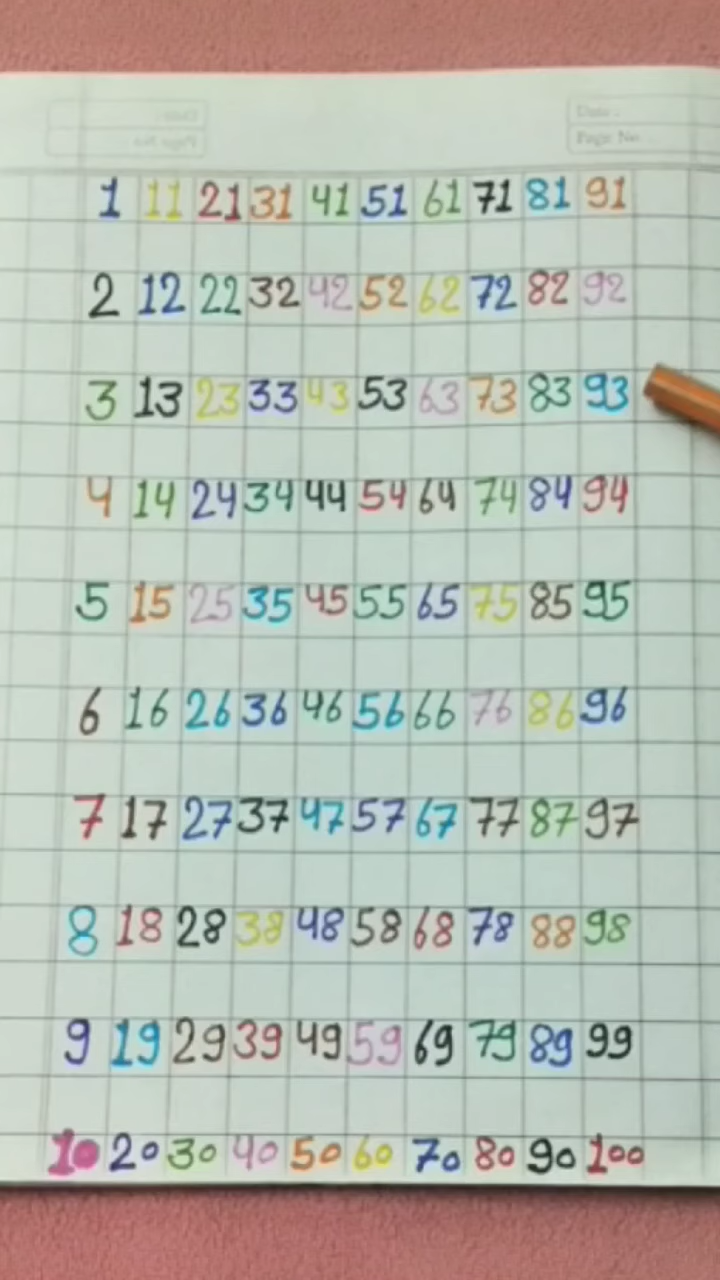 Date :
Page No
1 11 21 31 41 51 61 71 81 91
2 12 22 32 42 52 62 72 82 92
3 13 23 33 43 53 63 73 83 93
4 14 24 34 44 54 64 74 84 94
5 15 25 35 45 55 65 75 85 95
6 16 26 36 46 56 66 76 86 96
7 17 27 37 47 57 67 77 87 97
8 18 28 38 48 58 68 78 88 98
9 19 29 39 49 59 69 79 89 99
10 20 30 40 50 60 70 80 90 100